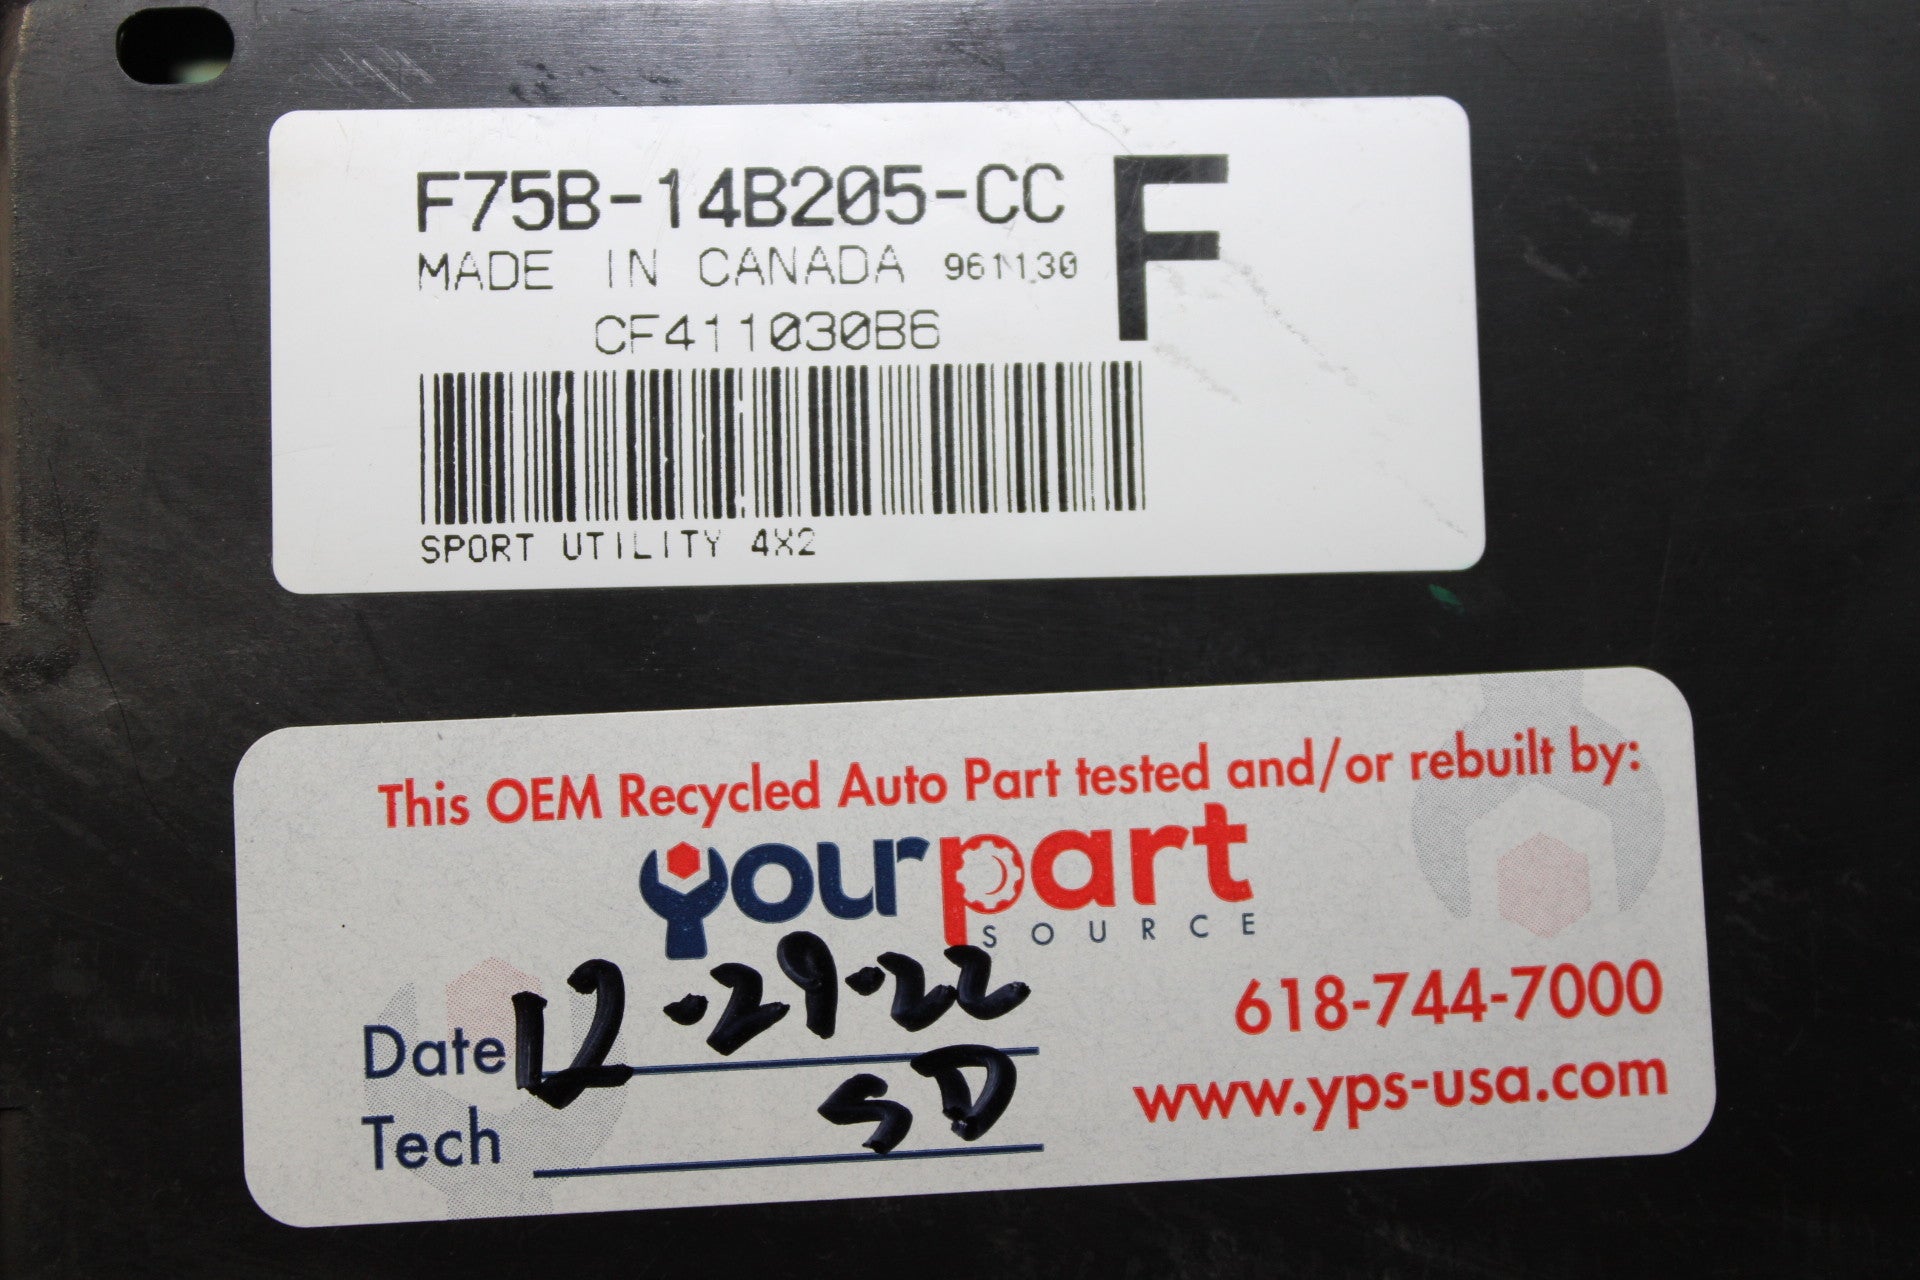 F75B-14B205-CC F
MADE IN CANADA 961130
CF411030B6
SPORT UTILITY 4X2
This OEM Recycled Auto Part tested and/or rebuilt by:
yourpart
SOURCE
Date 12-29-22
618-744-7000
Tech SD
www.yps-usa.com